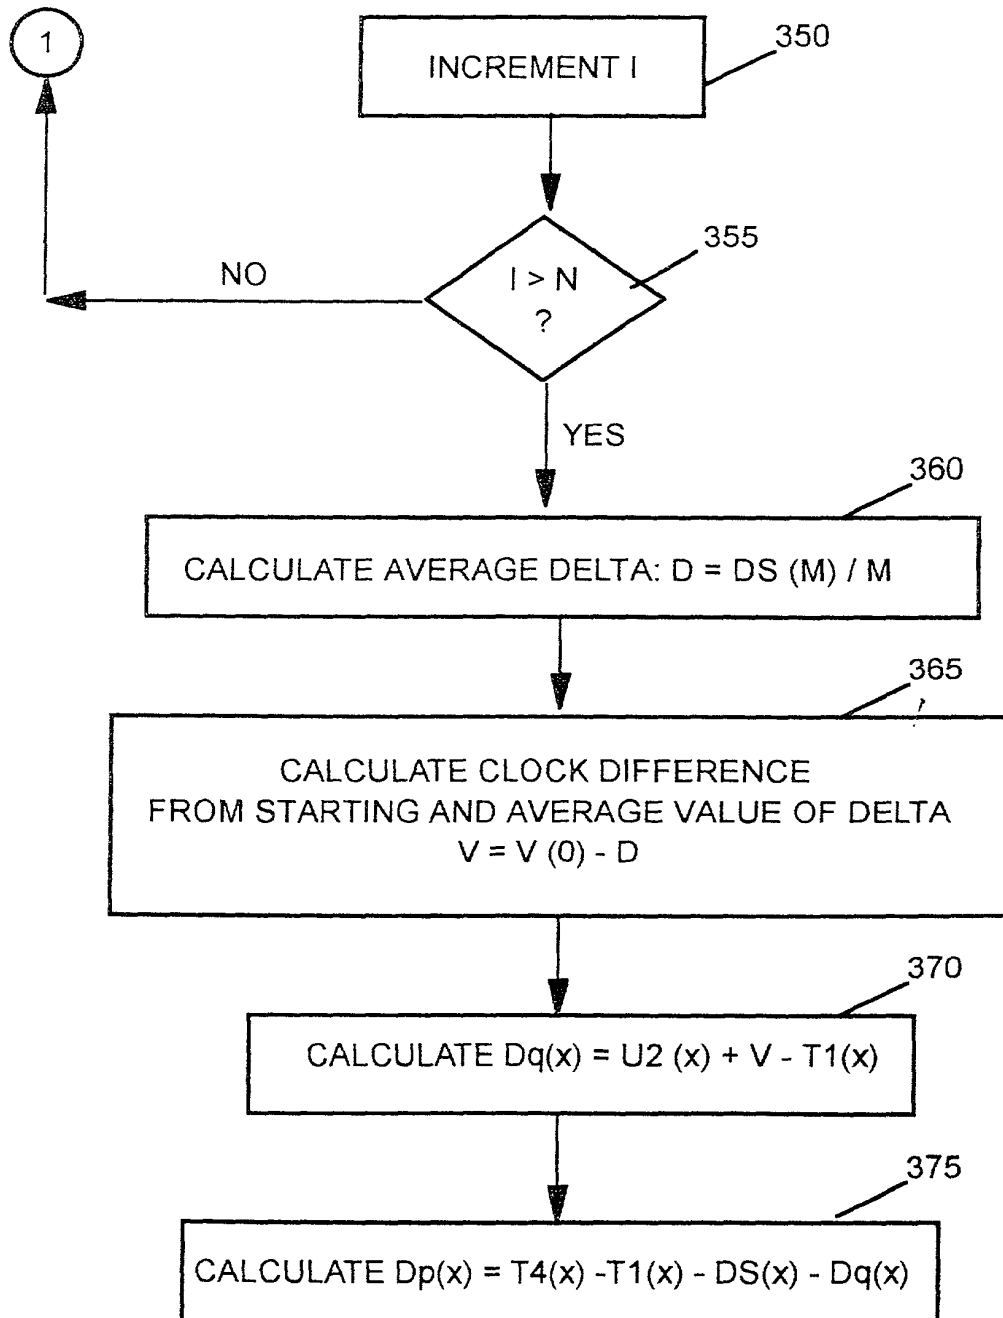 1
350
INCREMENT I
355
I > N
?
NO
YES
360
CALCULATE AVERAGE DELTA: D = DS (M) / M
365
CALCULATE CLOCK DIFFERENCE
FROM STARTING AND AVERAGE VALUE OF DELTA
V = V (0) - D
370
CALCULATE Dq(x) = U2 (x) + V - T1(x)
375
CALCULATE Dp(x) = T4(x) -T1(x) - DS(x) - Dq(x)